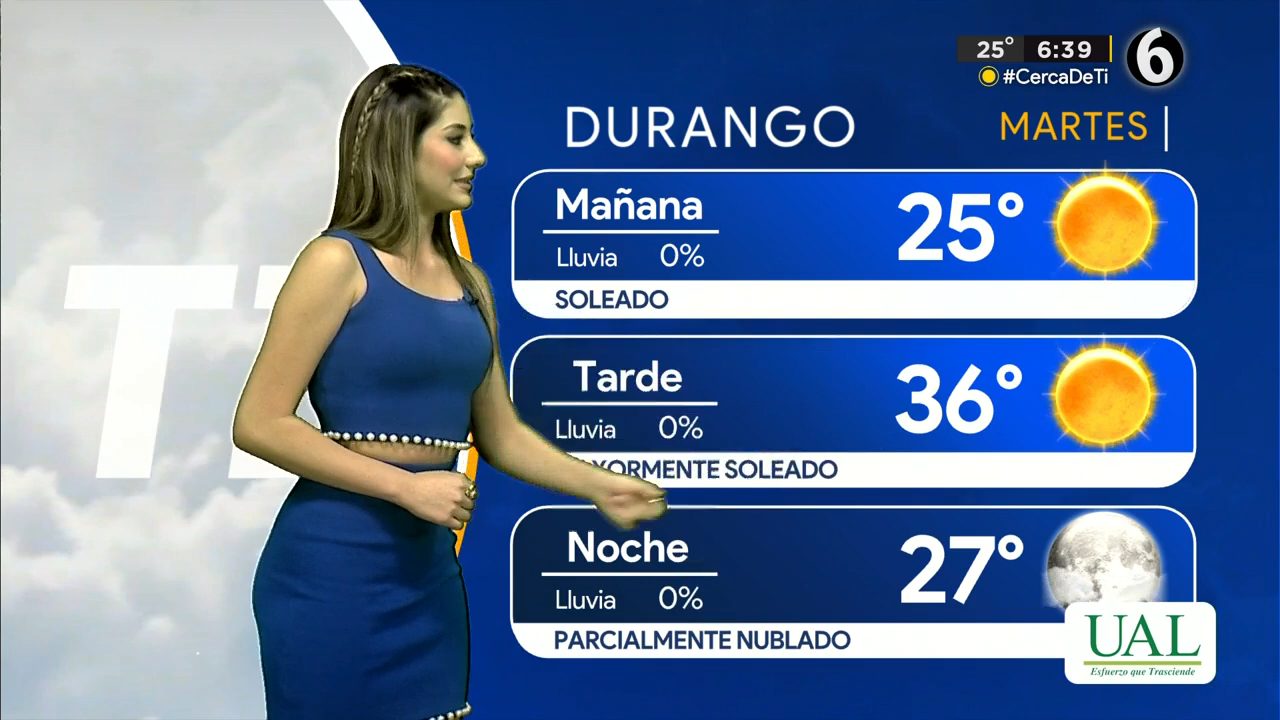 25° 6:39 6
#CercaDeTi
DURANGO MARTES
Mañana 25°
Lluvia 0%
SOLEADO
Tarde 36°
Lluvia 0%
SOLEADO
Noche 27°
Lluvia 0%
PARCIALMENTE NUBLADO
UAL
Esfuerzo que Trasciende